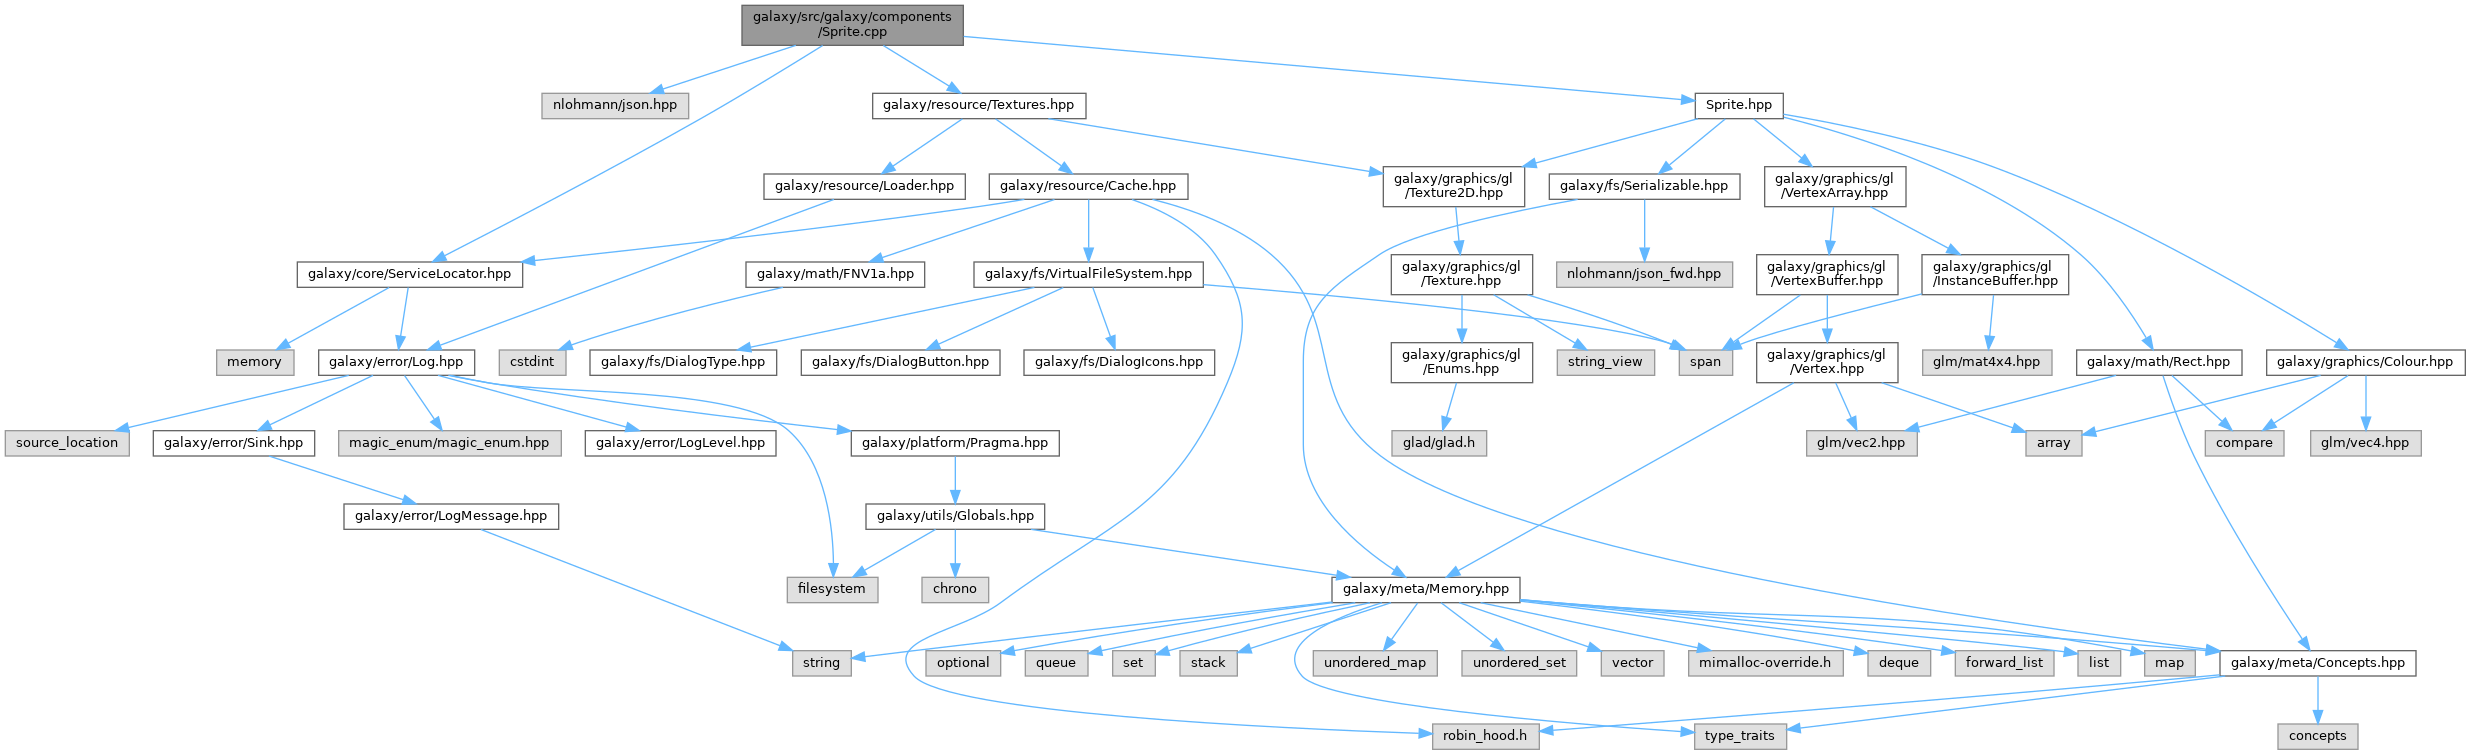 galaxy/src/galaxy/components
/Sprite.cpp
nlohmann/json.hpp
galaxy/resource/Textures.hpp
Sprite.hpp
galaxy/resource/Loader.hpp
galaxy/resource/Cache.hpp
galaxy/graphics/gl
/Texture2D.hpp
galaxy/fs/Serializable.hpp
galaxy/graphics/gl
/VertexArray.hpp
galaxy/core/ServiceLocator.hpp
galaxy/math/FNV1a.hpp
galaxy/fs/VirtualFileSystem.hpp
galaxy/graphics/gl
/Texture.hpp
nlohmann/json_fwd.hpp
galaxy/graphics/gl
/VertexBuffer.hpp
galaxy/graphics/gl
/InstanceBuffer.hpp
memory
galaxy/error/Log.hpp
cstdint
galaxy/fs/DialogType.hpp
galaxy/fs/DialogButton.hpp
galaxy/fs/DialogIcons.hpp
galaxy/graphics/gl
/Enums.hpp
string_view
span
galaxy/graphics/gl
/Vertex.hpp
glm/mat4x4.hpp
galaxy/math/Rect.hpp
galaxy/graphics/Colour.hpp
source_location
galaxy/error/Sink.hpp
magic_enum/magic_enum.hpp
galaxy/error/LogLevel.hpp
galaxy/platform/Pragma.hpp
glad/glad.h
glm/vec2.hpp
array
compare
glm/vec4.hpp
galaxy/error/LogMessage.hpp
galaxy/utils/Globals.hpp
filesystem
chrono
galaxy/meta/Memory.hpp
string
optional
queue
set
stack
unordered_map
unordered_set
vector
mimalloc-override.h
deque
forward_list
list
map
galaxy/meta/Concepts.hpp
robin_hood.h
type_traits
concepts